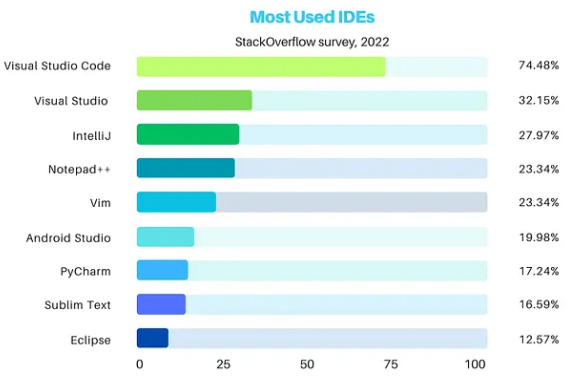 Most Used IDEs
StackOverflow survey, 2022
Visual Studio Code 74.48%
Visual Studio 32.15%
IntelliJ 27.97%
Notepad++ 23.34%
Vim 23.34%
Android Studio 19.98%
PyCharm 17.24%
Sublim Text 16.59%
Eclipse 12.57%
0 25 50 75 100